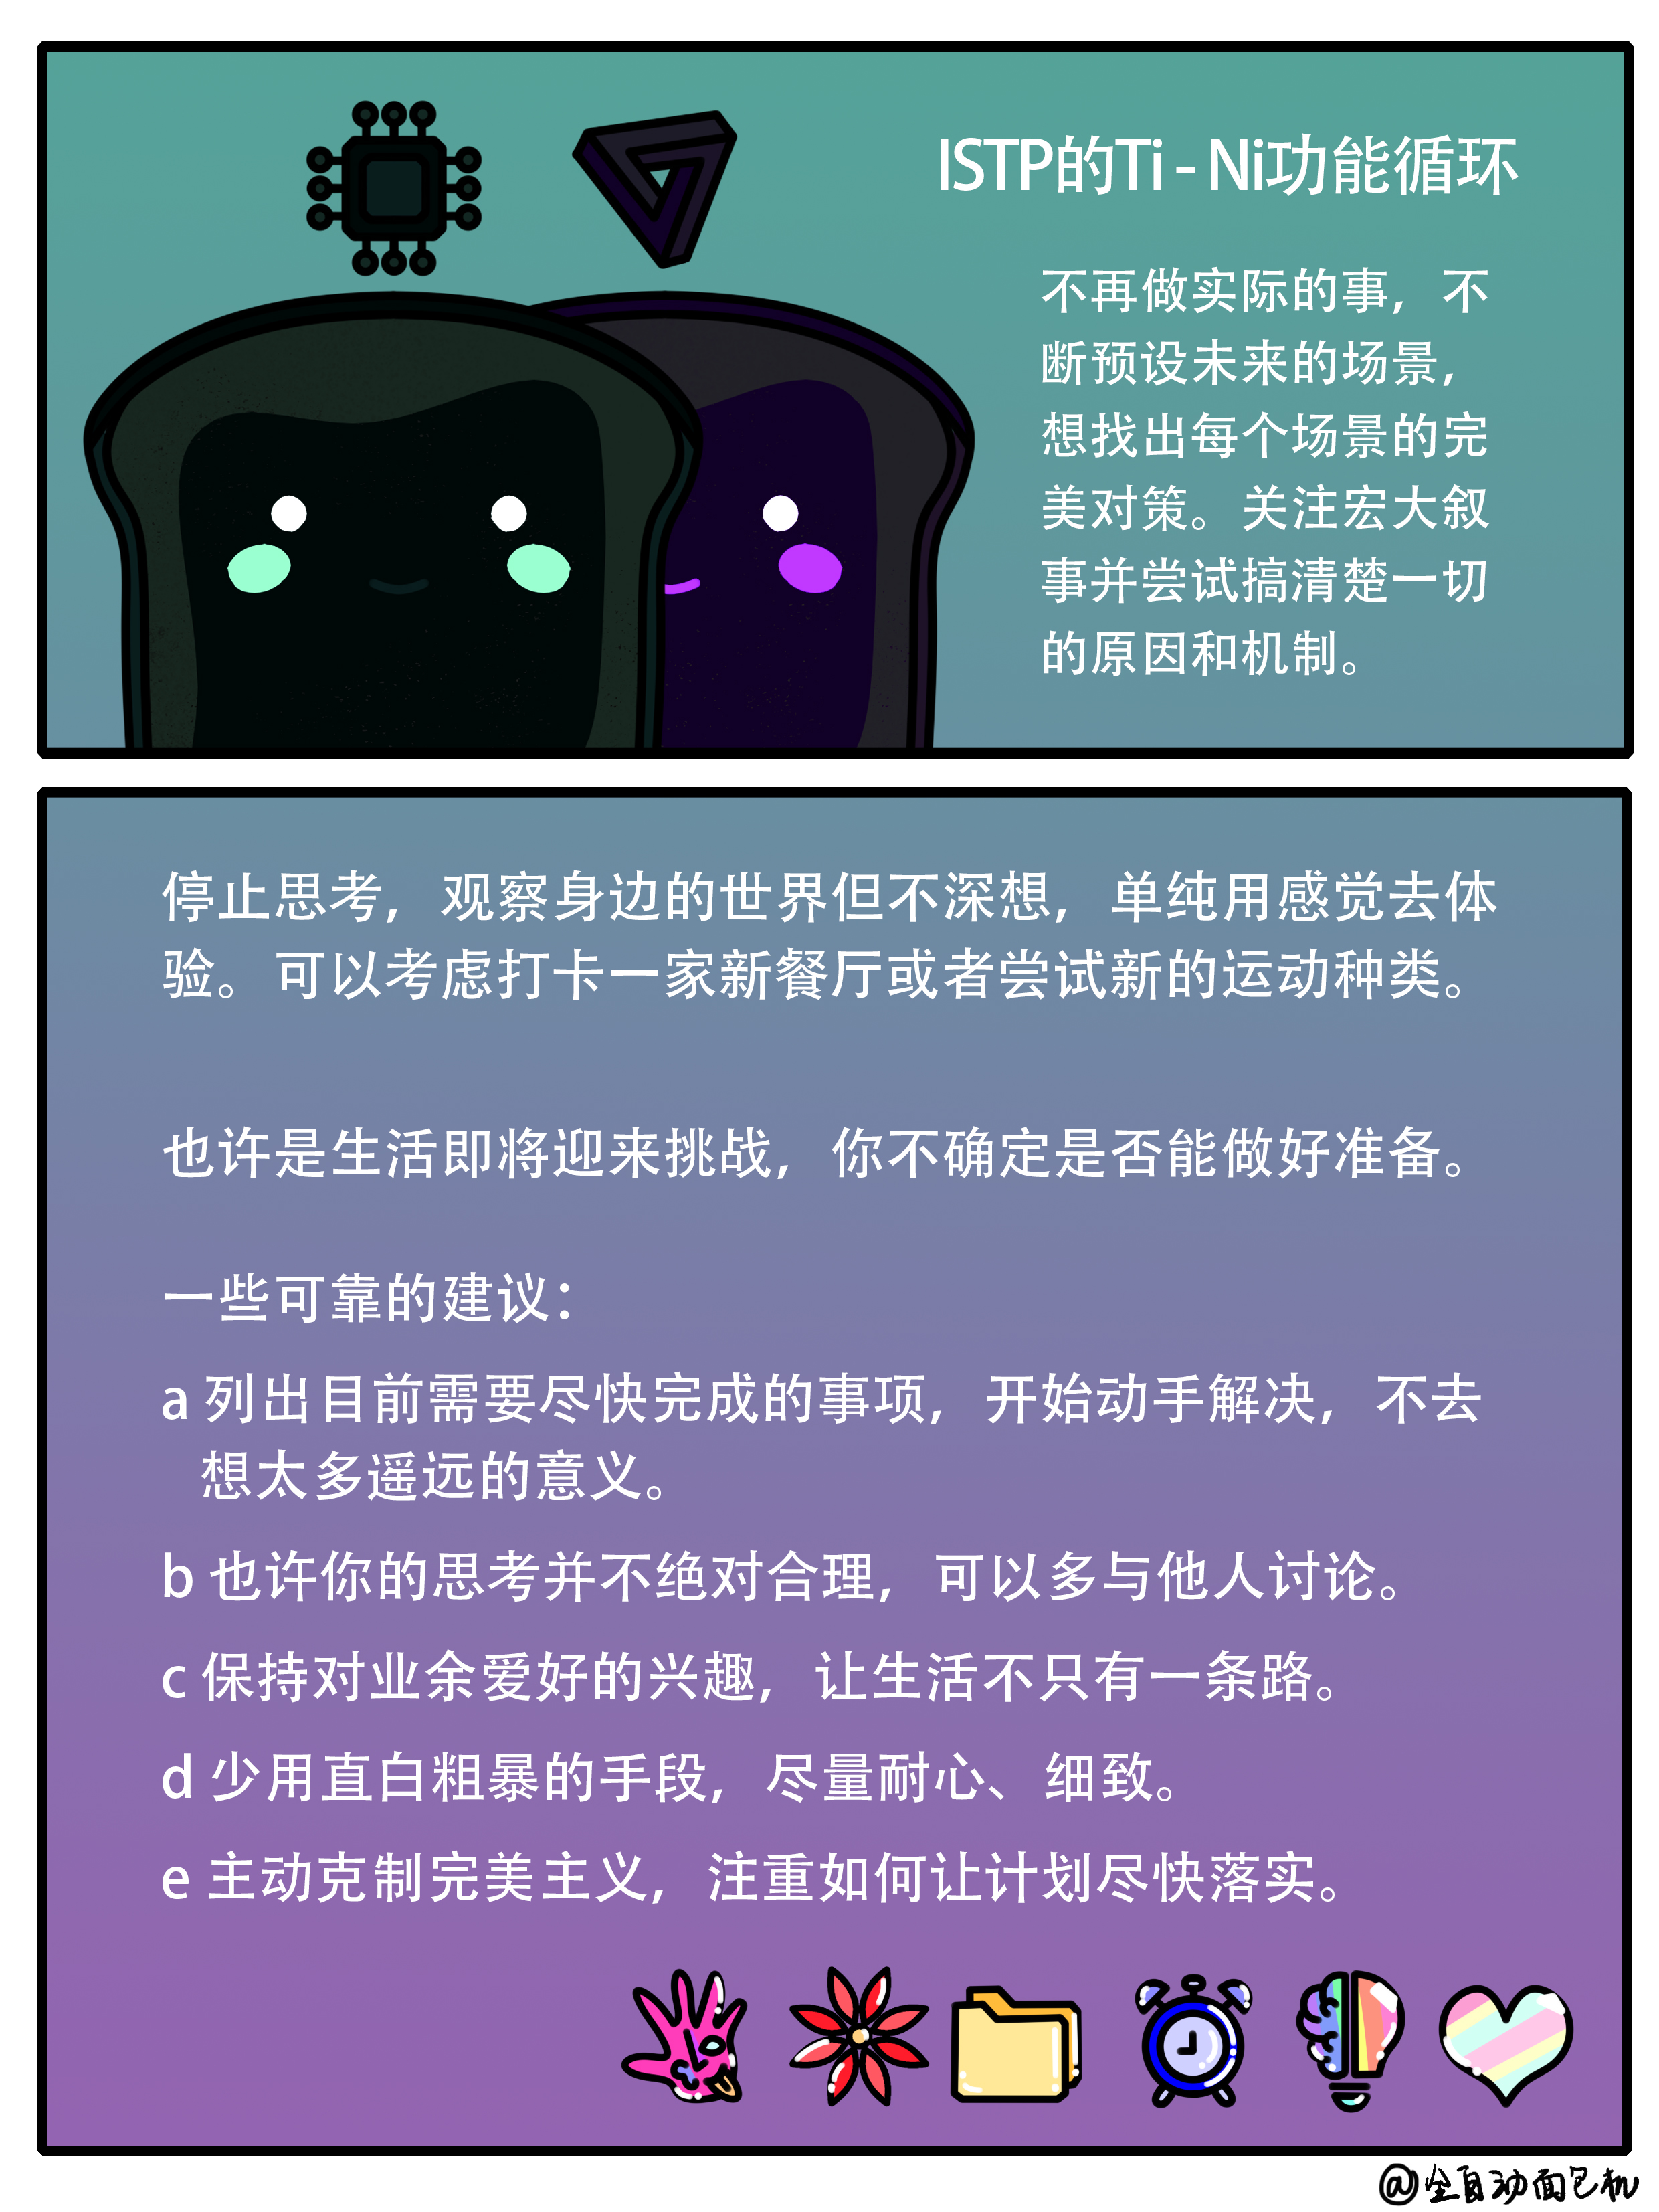 ISTP的Ti - Ni功能循环
不再做实际的事，不
断预设未来的场景，
想找出每个场景的完
美对策。关注宏大叙
事并尝试搞清楚一切
的原因和机制。
停止思考，观察身边的世界但不深想，单纯用感觉去体
验。可以考虑打卡一家新餐厅或者尝试新的运动种类。
也许是生活即将迎来挑战，你不确定是否能做好准备。
一些可靠的建议：
a 列出目前需要尽快完成的事项，开始动手解决，不去
想太多遥远的意义。
b 也许你的思考并不绝对合理，可以多与他人讨论。
c 保持对业余爱好的兴趣，让生活不只有一条路。
d 少用直白粗暴的手段，尽量耐心、细致。
e 主动克制完美主义，注重如何让计划尽快落实。
@全自动面包机